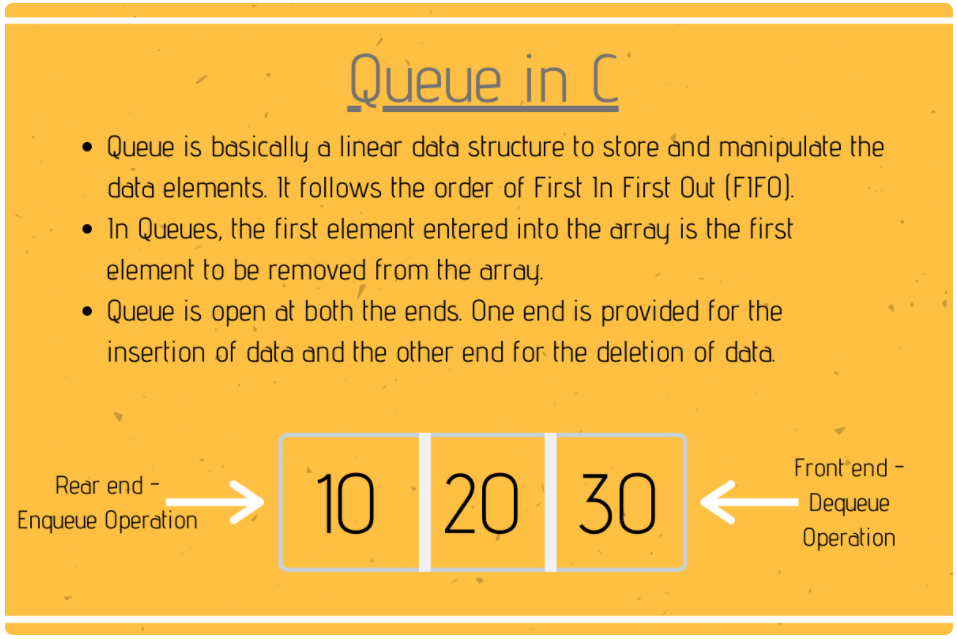 Queue in C
• Queue is basically a linear data structure to store and manipulate the
data elements. It follows the order of First In First Out (FIFO).
• In Queues, the first element entered into the array is the first
element to be removed from the array.
• Queue is open at both the ends. One end is provided for the
insertion of data and the other end for the deletion of data.
Rear end -
Enqueue Operation
10 20 30
Front end -
Dequeue
Operation